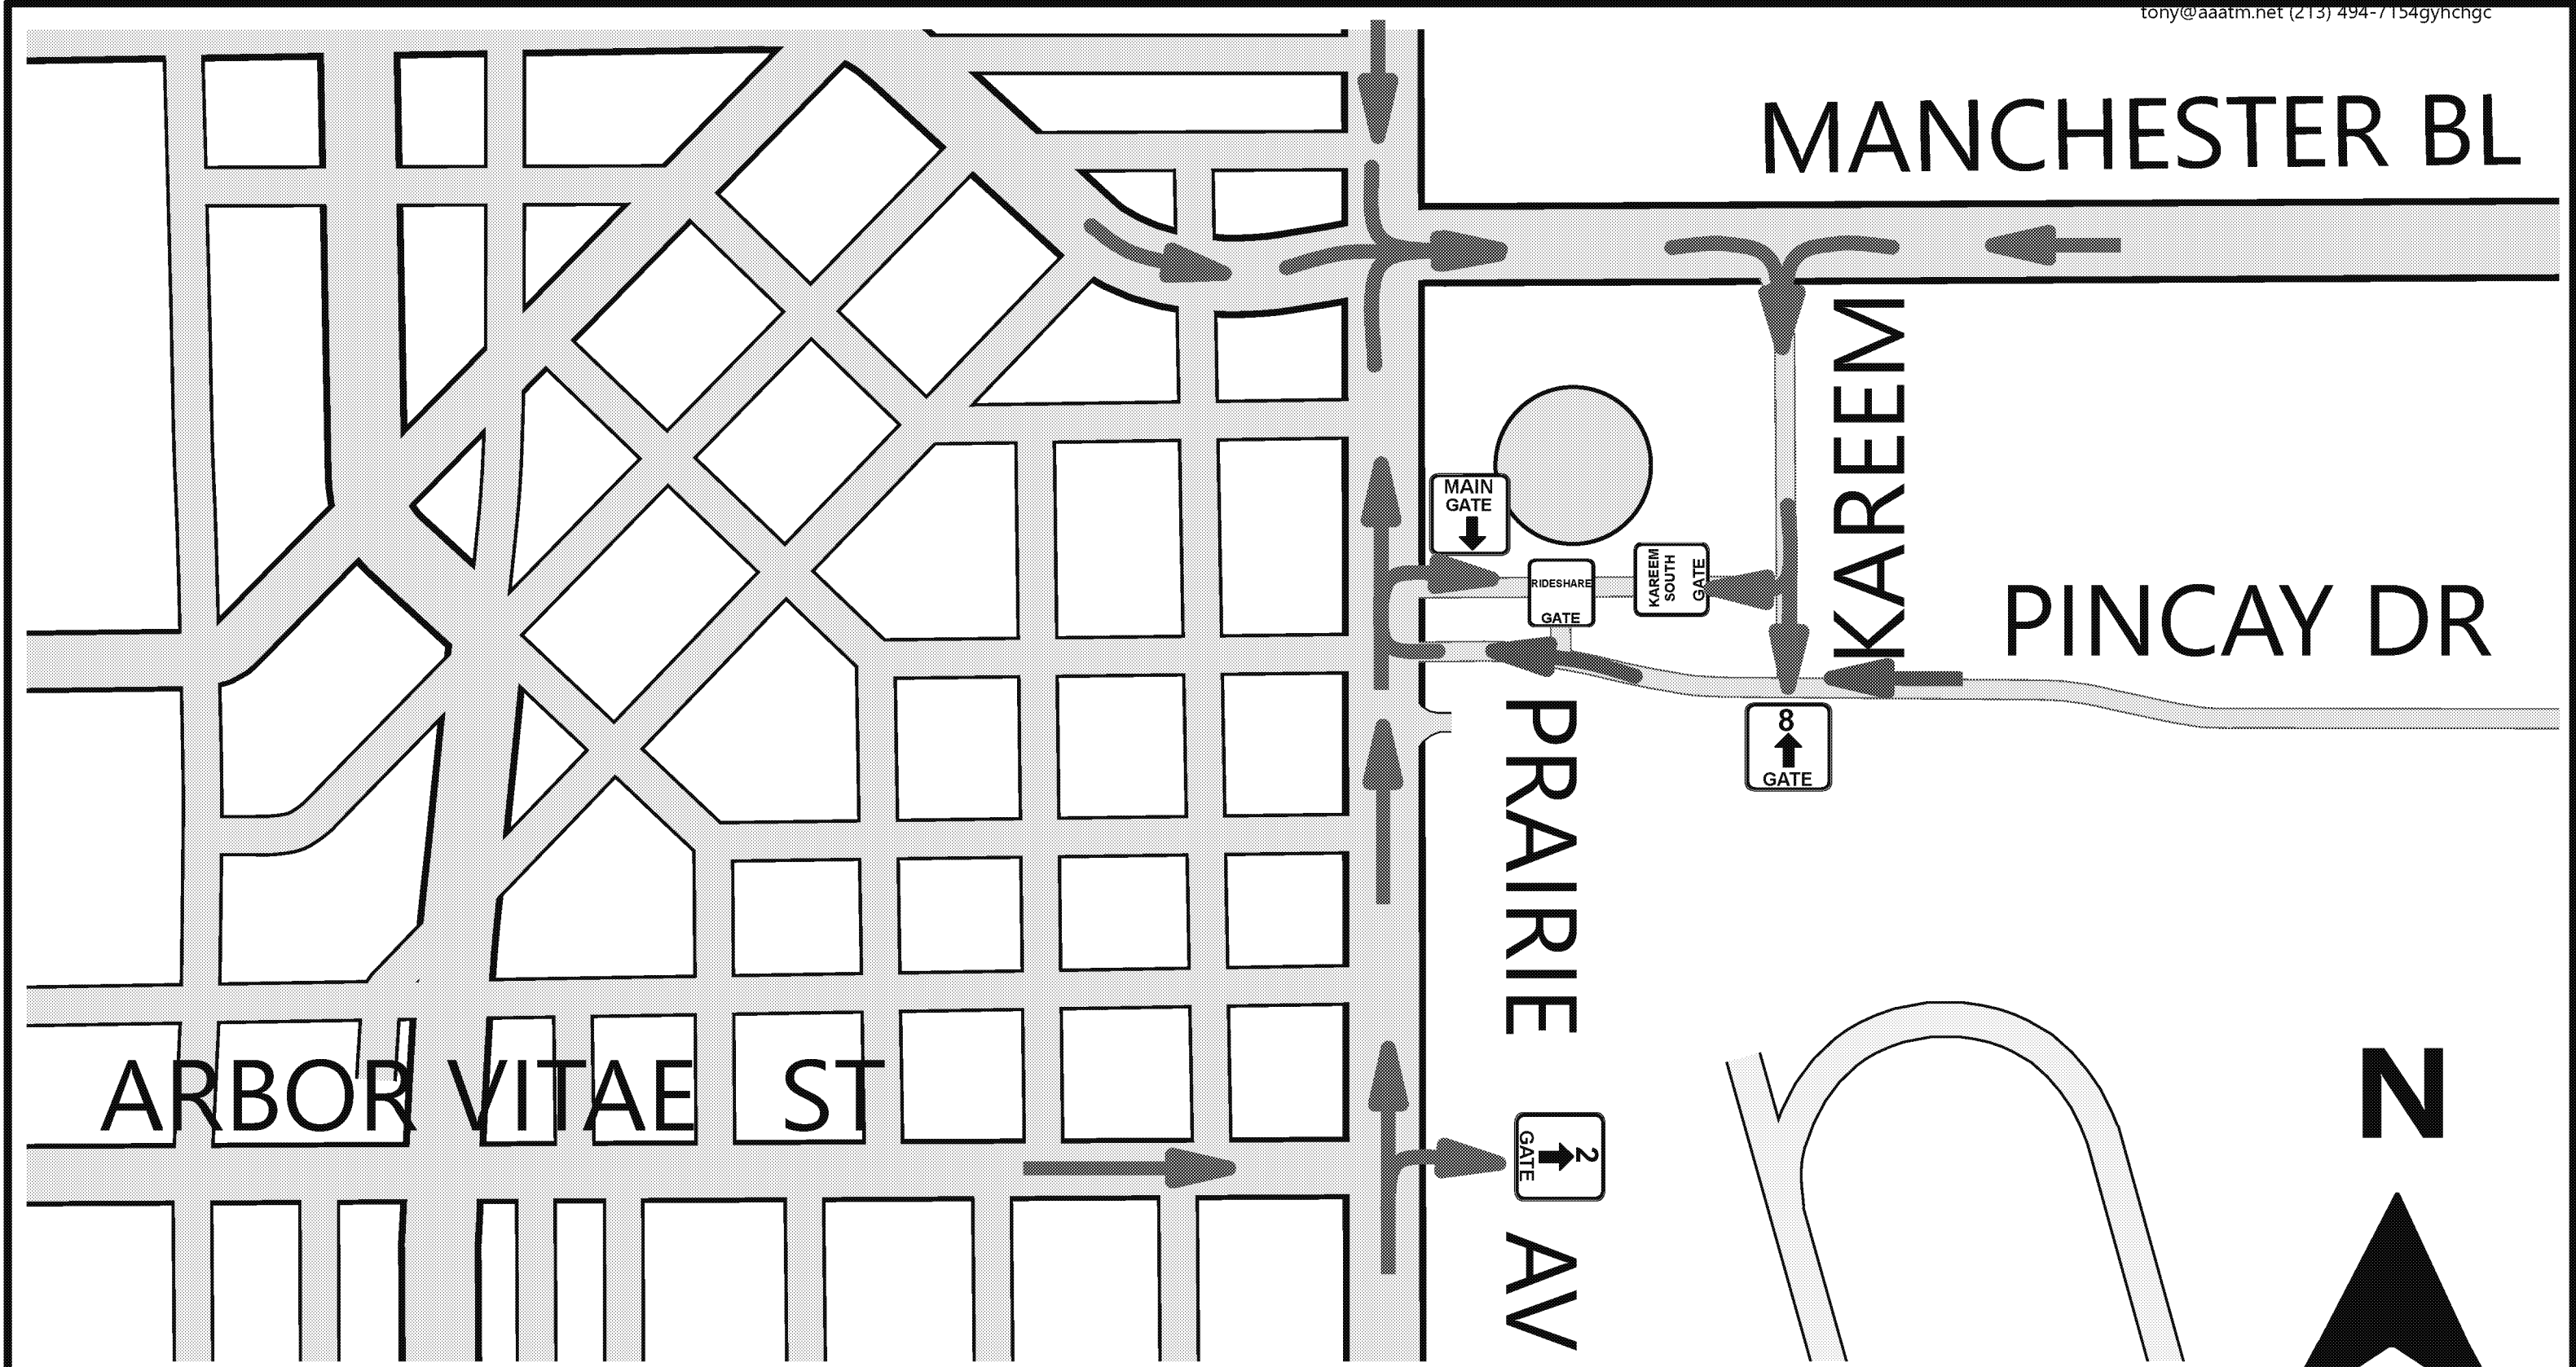 tony@aaatm.net (213) 494-7154gyhchgc
MANCHESTER BL
KAREEM
MAIN
GATE
RIDESHARE
GATE
KAREEM
SOUTH
GATE
PINCAY DR
8
GATE
PRAIRIE AV
ARBOR VITAE ST
2
GATE
N